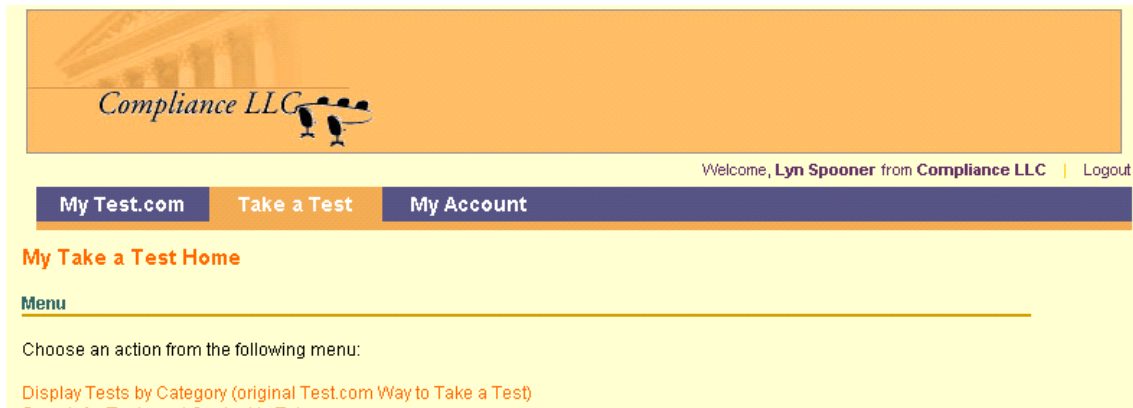 Compliance LLC
Welcome, Lyn Spooner from Compliance LLC | Logout
My Test.com Take a Test My Account
My Take a Test Home
Menu
Choose an action from the following menu:
Display Tests by Category (original Test.com Way to Take a Test)